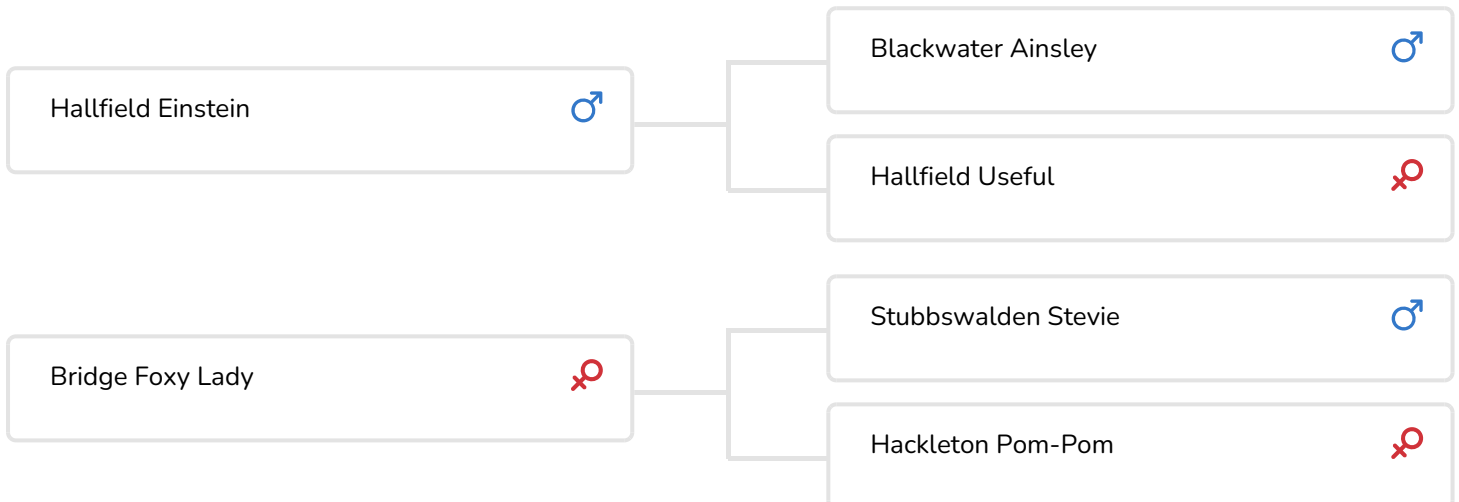 Blackwater Ainsley
Hallfield Einstein
Hallfield Useful
Stubbswalden Stevie
Bridge Foxy Lady
Hackleton Pom-Pom